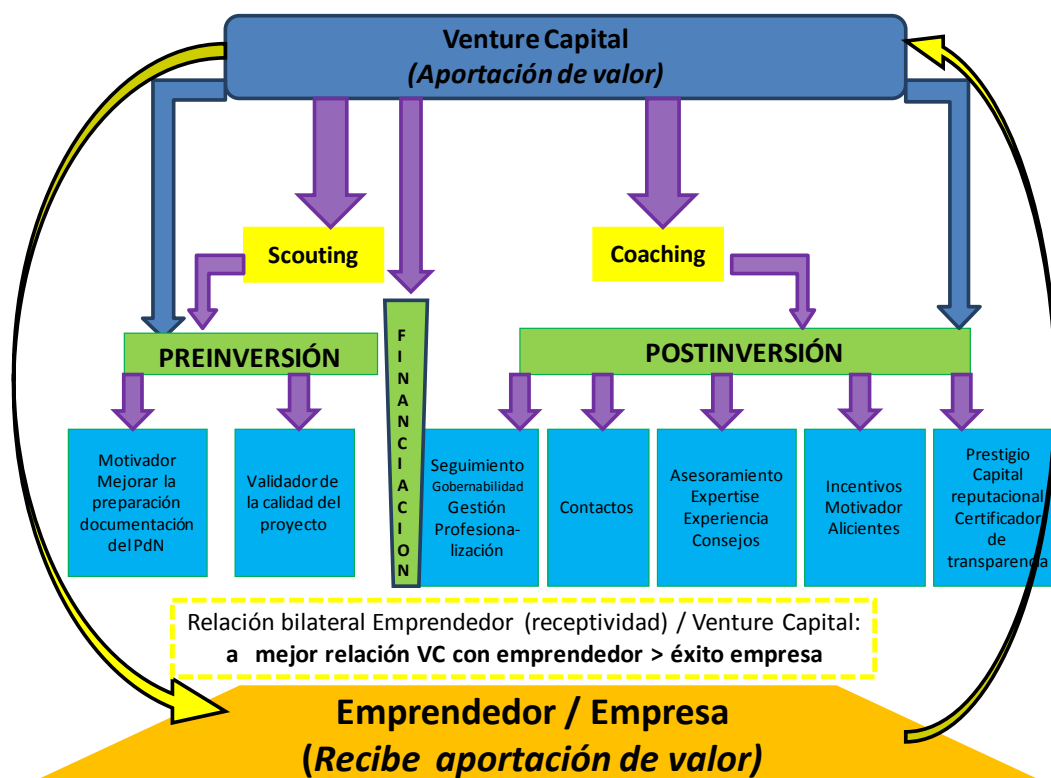 Venture Capital
(Aportación de valor)
Scouting
Coaching
PREINVERSIÓN
FINANCIACION
POSTINVERSIÓN
Motivador
Mejorar la
preparación
documentación
del PdN
Validador de
la calidad del
proyecto
Seguimiento
Gobernabilidad
Gestión
Profesiona-
lización
Contactos
Asesoramiento
Expertise
Experiencia
Consejos
Incentivos
Motivador
Alicientes
Prestigio
Capital
reputacional
Certificador
de
transparencia
Relación bilateral Emprendedor (receptividad) / Venture Capital:
a mejor relación VC con emprendedor > éxito empresa
Emprendedor / Empresa
(Recibe aportación de valor)